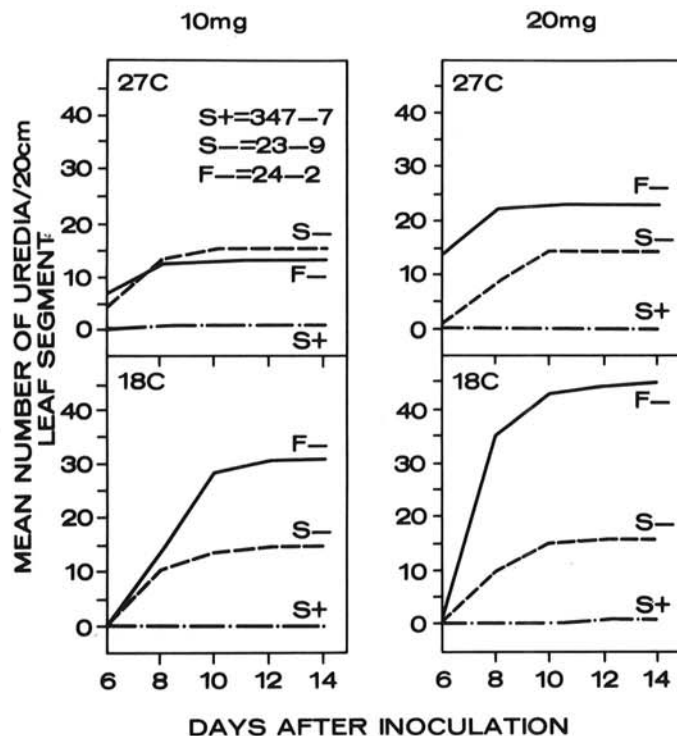 10mg
20mg
MEAN NUMBER OF UREDIA/20cm
LEAF SEGMENT
27C
S+=347–7
S–=23–9
F–=24–2
40
30
20
10
0
S–
F–
S+
27C
40
30
20
10
0
F–
S–
S+
18C
40
30
20
10
0
F–
S–
S+
6
8
10
12
14
18C
40
30
20
10
0
F–
S–
S+
6
8
10
12
14
DAYS AFTER INOCULATION